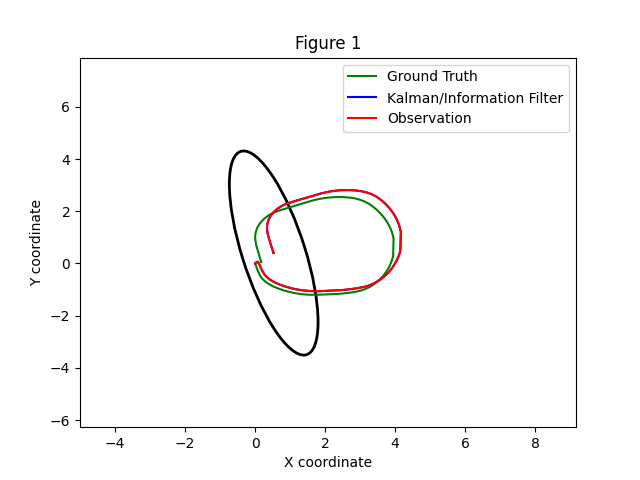 Figure 1
Ground Truth
Kalman/Information Filter
Observation
Y coordinate
6
4
2
0
−2
−4
−6
−4
−2
0
2
4
6
8
X coordinate